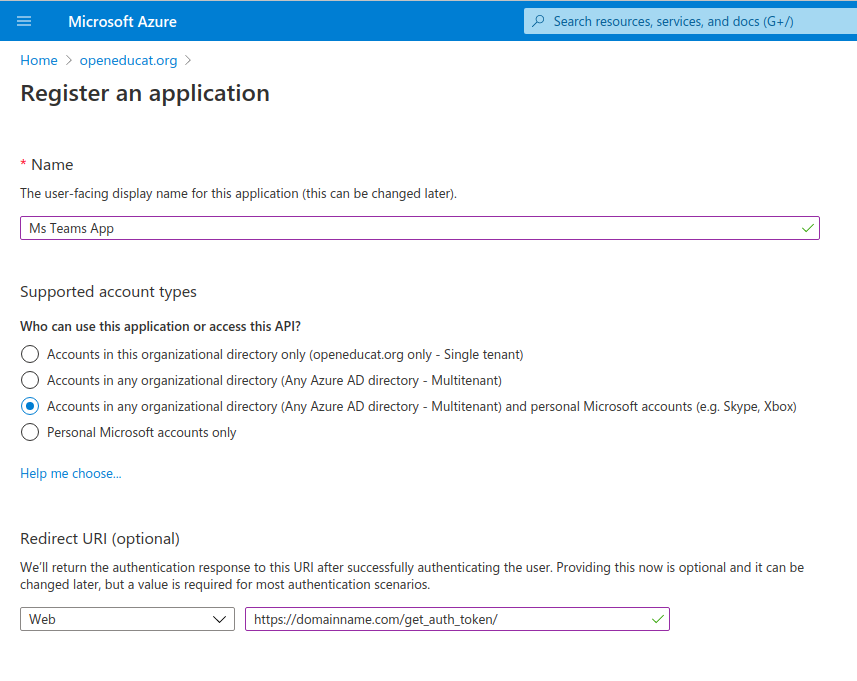 Microsoft Azure
Search resources, services, and docs (G+/)
Home > openeducat.org >
Register an application
* Name
The user-facing display name for this application (this can be changed later).
Ms Teams App
Supported account types
Who can use this application or access this API?
Accounts in this organizational directory only (openeducat.org only - Single tenant)
Accounts in any organizational directory (Any Azure AD directory - Multitenant)
Accounts in any organizational directory (Any Azure AD directory - Multitenant) and personal Microsoft accounts (e.g. Skype, Xbox)
Personal Microsoft accounts only
Help me choose...
Redirect URI (optional)
We'll return the authentication response to this URI after successfully authenticating the user. Providing this now is optional and it can be
changed later, but a value is required for most authentication scenarios.
Web
https://domainname.com/get_auth_token/